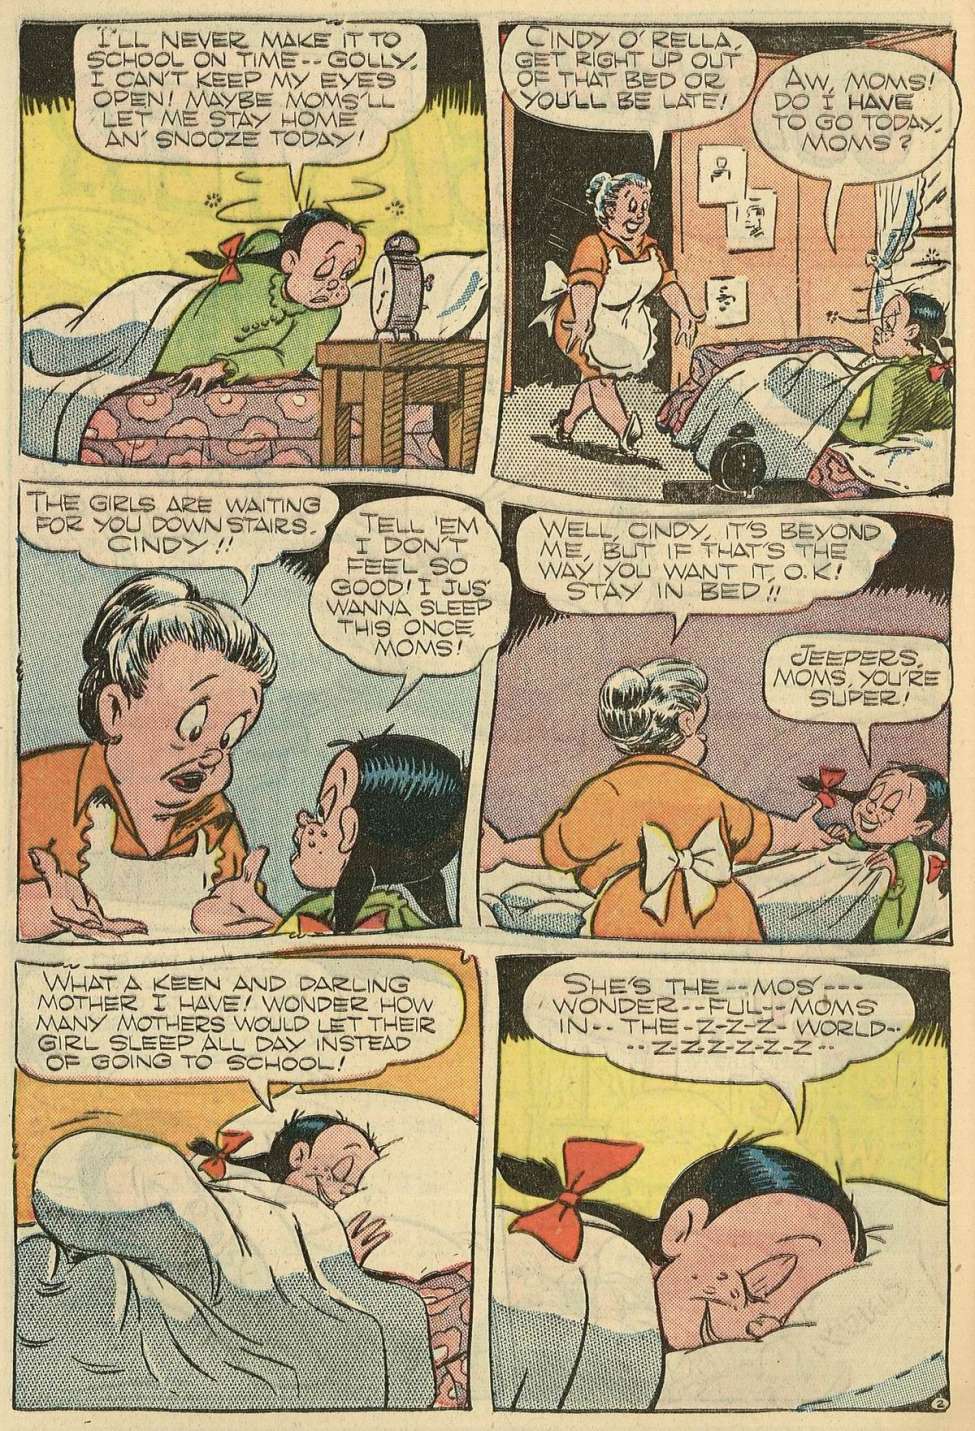 I'LL NEVER MAKE IT TO
SCHOOL ON TIME -- GOLLY,
I CAN'T KEEP MY EYES
OPEN! MAYBE MOMS'LL
LET ME STAY HOME
AN' SNOOZE TODAY!
CINDY O'RELLA,
GET RIGHT UP OUT
OF THAT BED OR
YOU'LL BE LATE!
AW, MOMS!
DO I HAVE
TO GO TODAY,
MOMS?
THE GIRLS ARE WAITING
FOR YOU DOWNSTAIRS,
CINDY!!
TELL 'EM
I DON'T
FEEL SO
GOOD! I JUS'
WANNA SLEEP
THIS ONCE,
MOMS!
WELL, CINDY, IT'S BEYOND
ME, BUT IF THAT'S THE
WAY YOU WANT IT, O.K!
STAY IN BED!!
JEEPERS,
MOMS, YOU'RE
SUPER!
WHAT A KEEN AND DARLING
MOTHER I HAVE! WONDER HOW
MANY MOTHERS WOULD LET THEIR
GIRL SLEEP ALL DAY INSTEAD
OF GOING TO SCHOOL!
SHE'S THE -- MOS' ---
WONDER -- FUL -- MOMS
IN -- THE -Z-Z-Z- WORLD --
-- Z-Z-Z-Z-Z-Z --
2